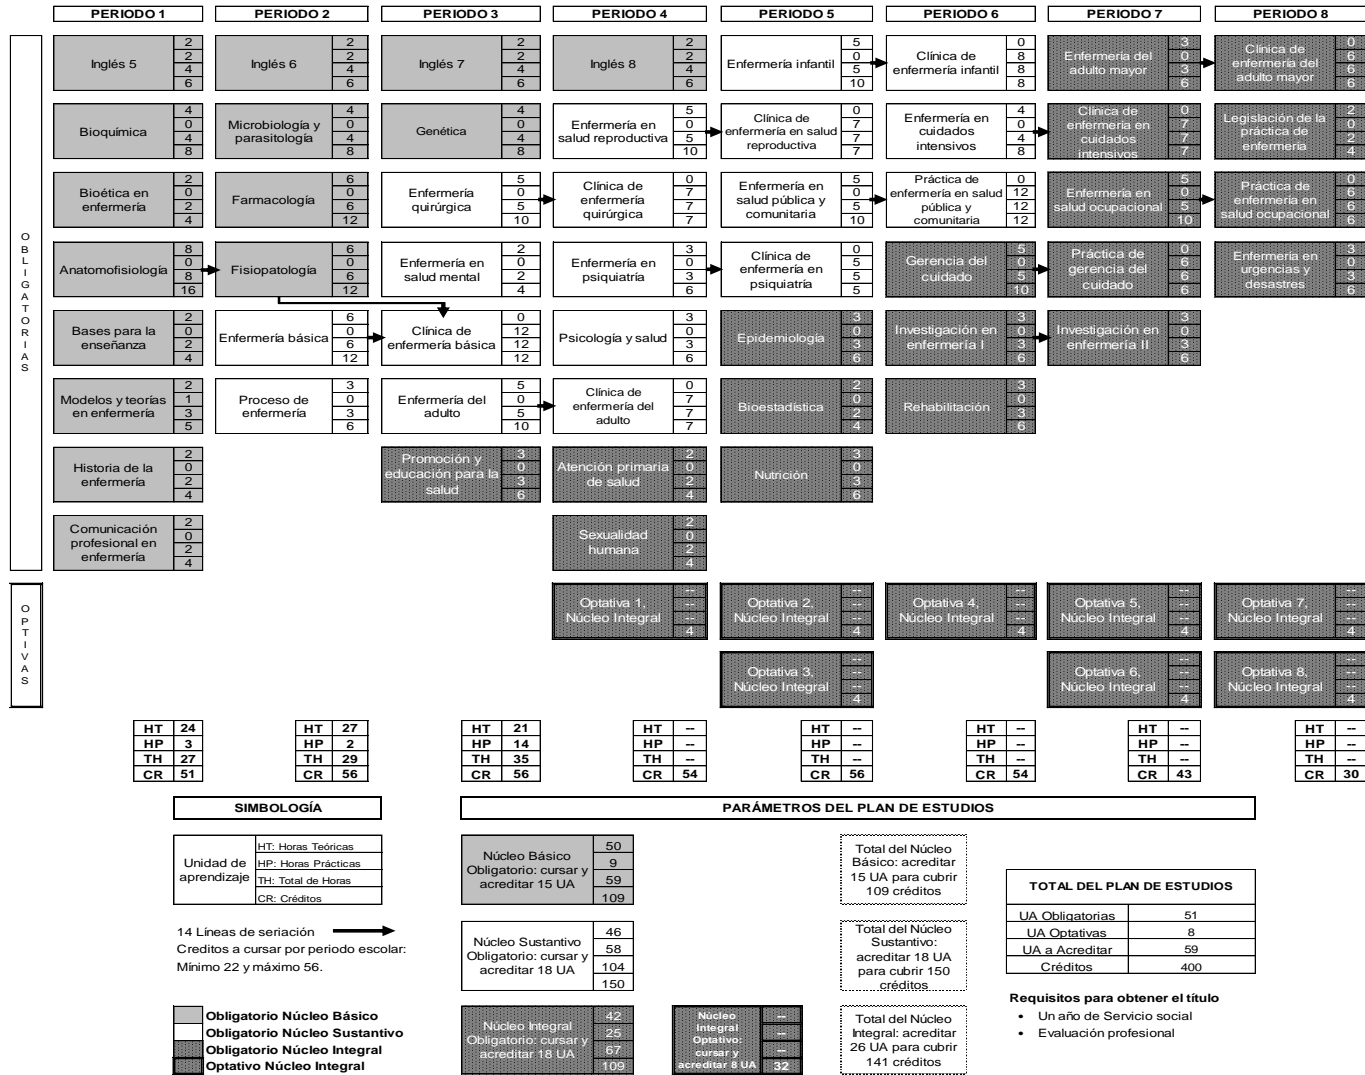 PERIODO 1
PERIODO 2
PERIODO 3
PERIODO 4
PERIODO 5
PERIODO 6
PERIODO 7
PERIODO 8
OBLIGATORIAS
Inglés 5
2
2
4
6
Inglés 6
2
2
4
6
Inglés 7
2
2
4
6
Inglés 8
2
2
4
6
Enfermería infantil
5
0
5
10
Clínica de
enfermería infantil
0
8
8
8
Enfermería del
adulto mayor
3
0
3
6
Clínica de
enfermería del
adulto mayor
0
6
6
6
Bioquímica
4
0
4
8
Microbiología y
parasitología
4
0
4
8
Genética
4
0
4
8
Enfermería en
salud reproductiva
5
0
5
10
Clínica de
enfermería en salud
reproductiva
0
7
7
7
Enfermería en
cuidados
intensivos
4
0
4
8
Clínica de
enfermería en
cuidados
intensivos
0
7
7
7
Legislación de la
práctica de
enfermería
2
0
2
4
Bioética en
enfermería
2
0
2
4
Farmacología
6
0
6
12
Enfermería
quirúrgica
5
0
5
10
Clínica de
enfermería
quirúrgica
0
7
7
7
Enfermería en
salud pública y
comunitaria
5
0
5
10
Práctica de
enfermería en salud
pública y
comunitaria
0
12
12
12
Enfermería en
salud ocupacional
5
0
5
10
Práctica de
enfermería en
salud ocupacional
0
6
6
6
Anatomofisiología
8
0
8
16
Fisiopatología
6
0
6
12
Enfermería en
salud mental
2
0
2
4
Enfermería en
psiquiatría
3
0
3
6
Clínica de
enfermería en
psiquiatría
0
5
5
5
Gerencia del
cuidado
5
0
5
10
Práctica de
gerencia del
cuidado
0
6
6
6
Enfermería en
urgencias y
desastres
3
0
3
6
Bases para la
enseñanza
2
0
2
4
Enfermería básica
6
0
6
12
Clínica de
enfermería básica
0
12
12
12
Psicología y salud
3
0
3
6
Epidemiología
3
0
3
6
Investigación en
enfermería I
3
0
3
6
Investigación en
enfermería II
3
0
3
6
Modelos y teorías
en enfermería
2
1
3
5
Proceso de
enfermería
3
0
3
6
Enfermería del
adulto
5
0
5
10
Clínica de
enfermería del
adulto
0
7
7
7
Bioestadística
2
0
2
4
Rehabilitación
3
0
3
6
Historia de la
enfermería
2
0
2
4
Promoción y
educación para la
salud
3
0
3
6
Atención primaria
de salud
2
0
2
4
Nutrición
3
0
3
6
Comunicación
profesional en
enfermería
2
0
2
4
Sexualidad
humana
2
0
2
4
OPTIVAS
Optativa 1,
Núcleo Integral
--
--
--
4
Optativa 2,
Núcleo Integral
--
--
--
4
Optativa 4,
Núcleo Integral
--
--
--
4
Optativa 5,
Núcleo Integral
--
--
--
4
Optativa 7,
Núcleo Integral
--
--
--
4
Optativa 3,
Núcleo Integral
--
--
--
4
Optativa 6,
Núcleo Integral
--
--
--
4
Optativa 8,
Núcleo Integral
--
--
--
4
HT 24
HP 3
TH 27
CR 51
HT 27
HP 2
TH 29
CR 56
HT 21
HP 14
TH 35
CR 56
HT --
HP --
TH --
CR 54
HT --
HP --
TH --
CR 56
HT --
HP --
TH --
CR 54
HT --
HP --
TH --
CR 43
HT --
HP --
TH --
CR 30
SIMBOLOGÍA
Unidad de
aprendizaje
HT: Horas Teóricas
HP: Horas Prácticas
TH: Total de Horas
CR: Créditos
14 Líneas de seriación
Creditos a cursar por periodo escolar:
Mínimo 22 y máximo 56.
Obligatorio Núcleo Básico
Obligatorio Núcleo Sustantivo
Obligatorio Núcleo Integral
Optativo Núcleo Integral
PARÁMETROS DEL PLAN DE ESTUDIOS
Núcleo Básico
Obligatorio: cursar y
acreditar 15 UA
50
9
59
109
Núcleo Sustantivo
Obligatorio: cursar y
acreditar 18 UA
46
58
104
150
Núcleo Integral
Obligatorio: cursar y
acreditar 18 UA
42
25
67
109
Núcleo
Integral
Optativo:
cursar y
acreditar 8 UA
--
--
--
32
Total del Núcleo
Básico: acreditar
15 UA para cubrir
109 créditos
Total del Núcleo
Sustantivo:
acreditar 18 UA
para cubrir 150
créditos
Total del Núcleo
Integral: acreditar
26 UA para cubrir
141 créditos
TOTAL DEL PLAN DE ESTUDIOS
UA Obligatorias 51
UA Optativas 8
UA a Acreditar 59
Créditos 400
Requisitos para obtener el título
• Un año de Servicio social
• Evaluación profesional